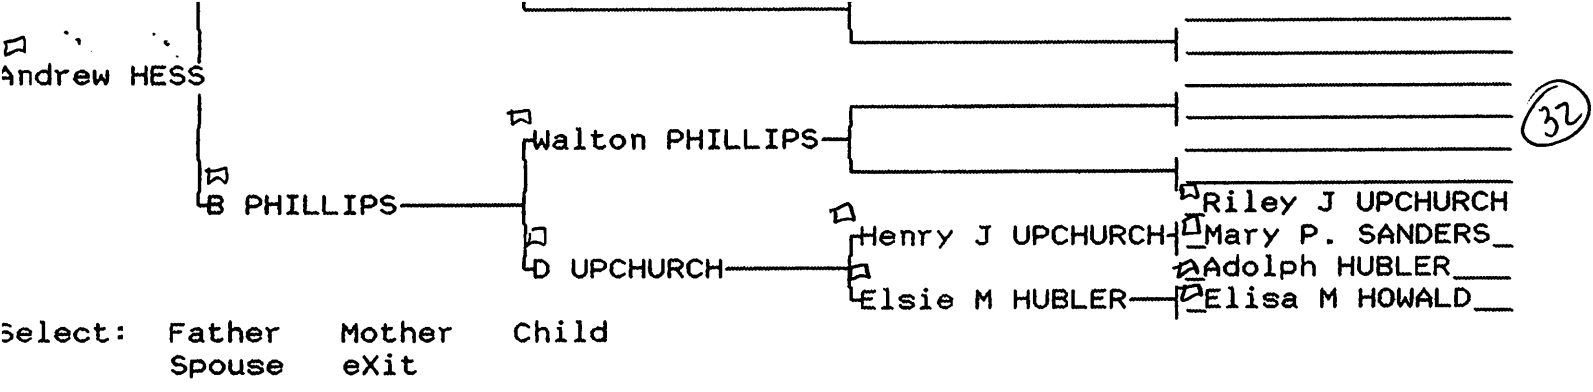 Andrew HESS
32
Walton PHILLIPS
B PHILLIPS
Riley J UPCHURCH
Henry J UPCHURCH
Mary P. SANDERS
D UPCHURCH
Adolph HUBLER
Elsie M HUBLER
Elisa M HOWALD
Select: Father Mother Child
Spouse eXit